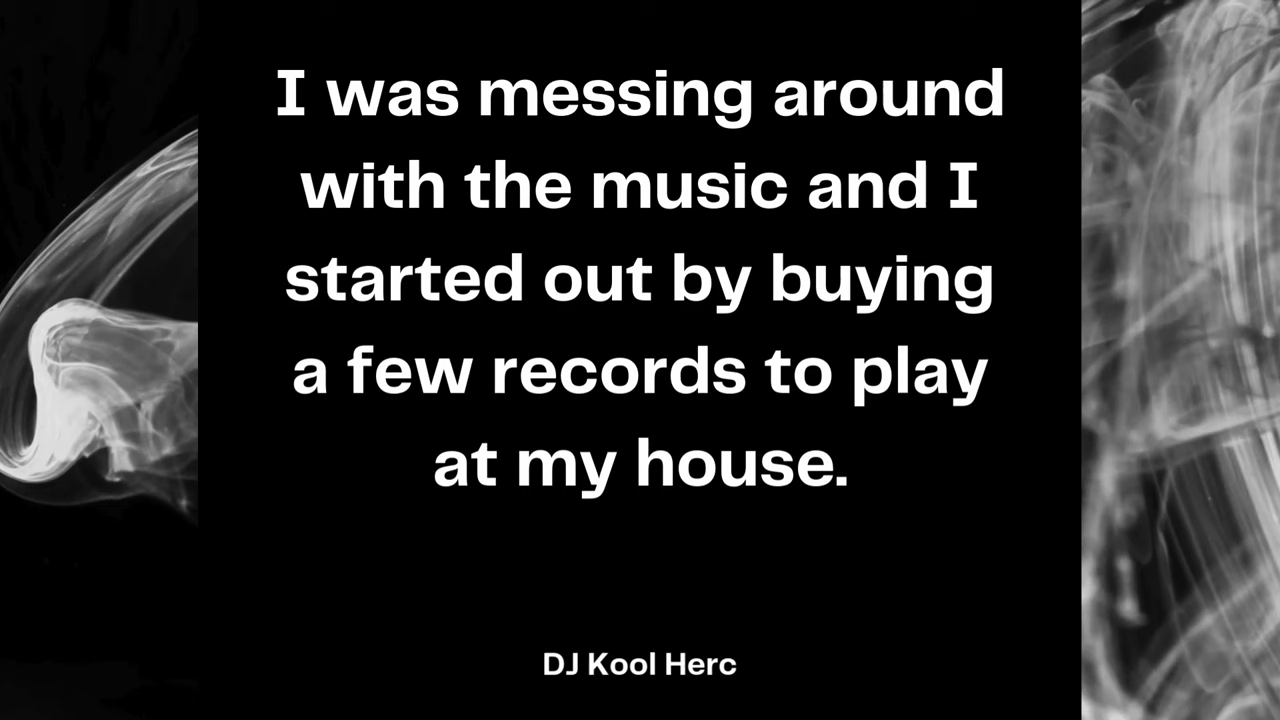 I was messing around
with the music and I
started out by buying
a few records to play
at my house.
DJ Kool Herc